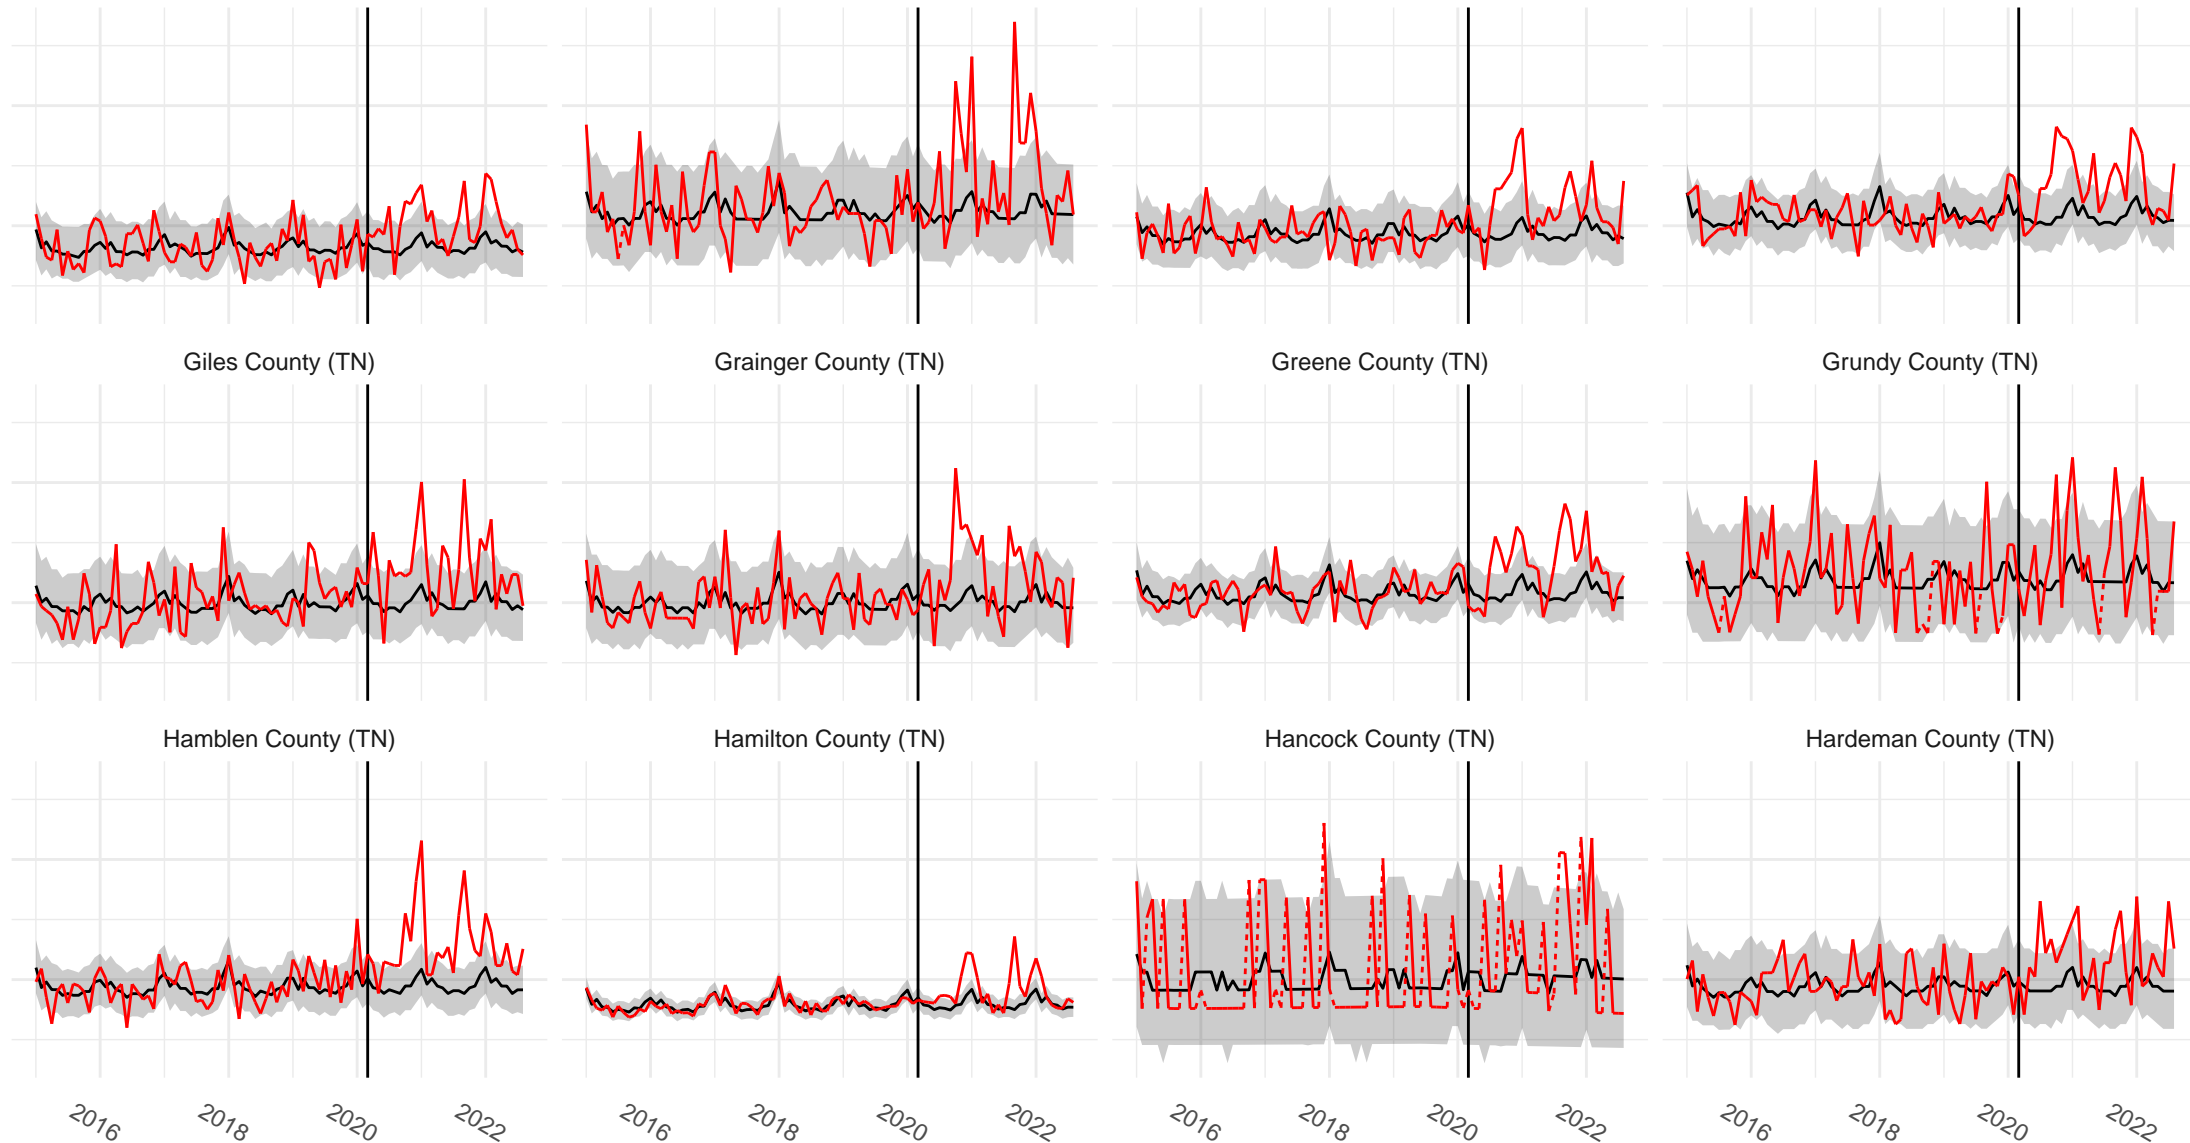 Giles County (TN) Grainger County (TN) Greene County (TN) Grundy County (TN)
Hamblen County (TN) Hamilton County (TN) Hancock County (TN) Hardeman County (TN)
2016 2018 2020 2022 2016 2018 2020 2022 2016 2018 2020 2022 2016 2018 2020 2022